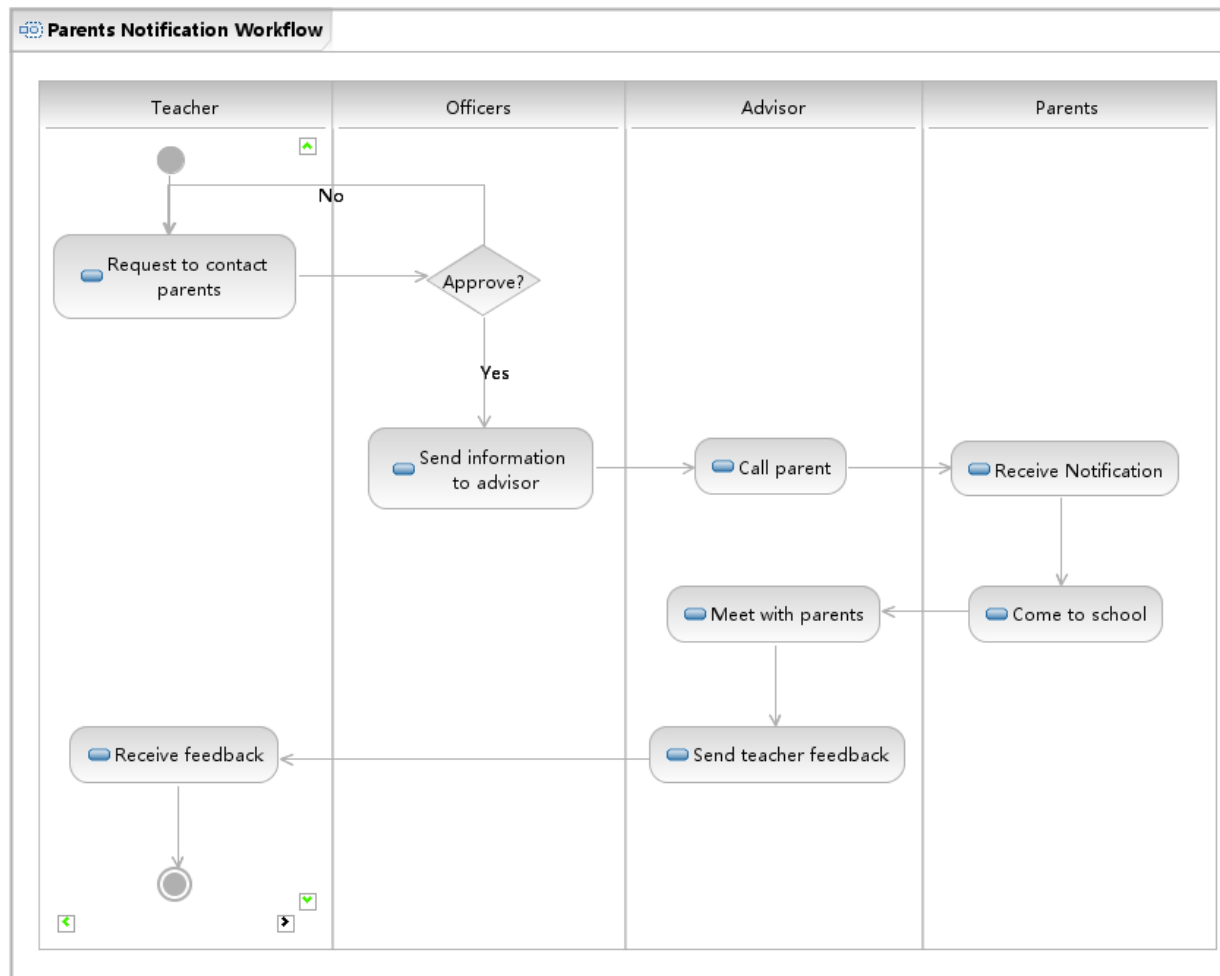 Parents Notification Workflow
Teacher
Officers
Advisor
Parents
No
Request to contact
parents
Approve?
Yes
Send information
to advisor
Call parent
Receive Notification
Meet with parents
Come to school
Receive feedback
Send teacher feedback